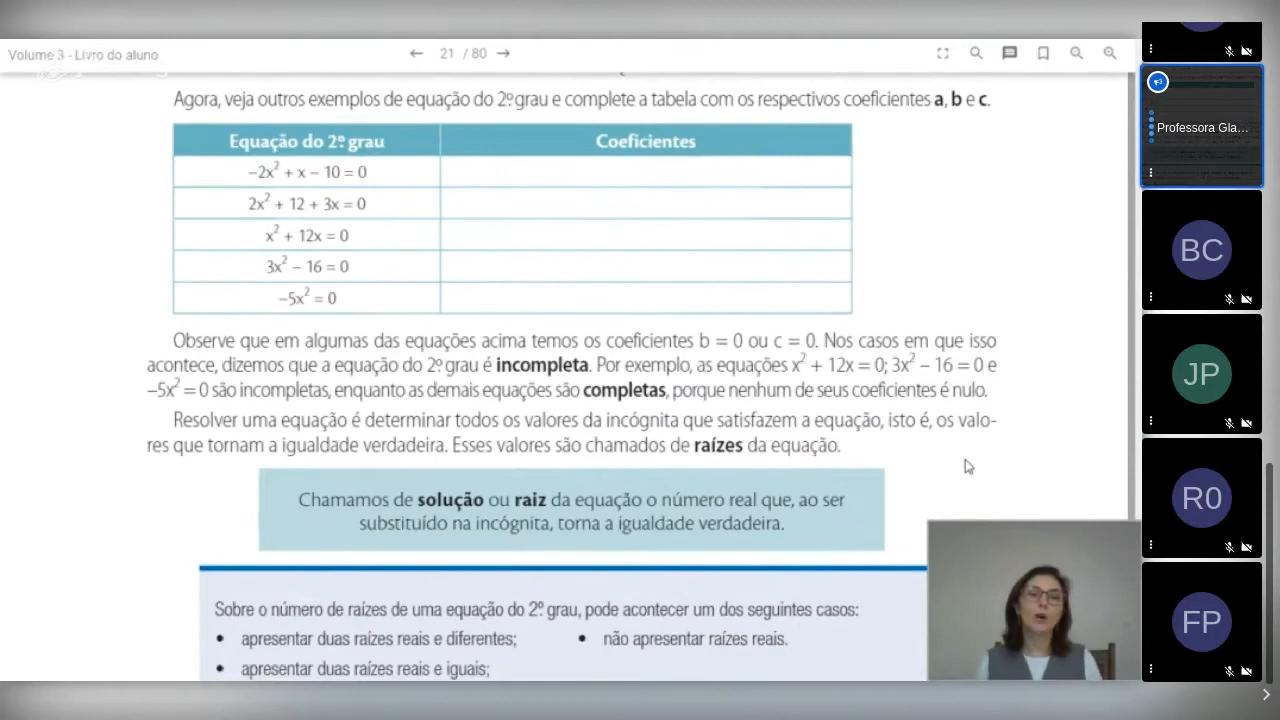 Volume 3 - Livro do aluno
21 / 80
Agora, veja outros exemplos de equação do 2º grau e complete a tabela com os respectivos coeficientes a, b e c.
Equação do 2º grau Coeficientes
−2x² + x − 10 = 0
2x² + 12 + 3x = 0
x² + 12x = 0
3x² − 16 = 0
−5x² = 0
Observe que em algumas das equações acima temos os coeficientes b = 0 ou c = 0. Nos casos em que isso
acontece, dizemos que a equação do 2º grau é incompleta. Por exemplo, as equações x² + 12x = 0; 3x² − 16 = 0 e
−5x² = 0 são incompletas, enquanto as demais equações são completas, porque nenhum de seus coeficientes é nulo.
Resolver uma equação é determinar todos os valores da incógnita que satisfazem a equação, isto é, os valo-
res que tornam a igualdade verdadeira. Esses valores são chamados de raízes da equação.
Chamamos de solução ou raiz da equação o número real que, ao ser
substituído na incógnita, torna a igualdade verdadeira.
Sobre o número de raízes de uma equação do 2º grau, pode acontecer um dos seguintes casos:
• apresentar duas raízes reais e diferentes; • não apresentar raízes reais.
• apresentar duas raízes reais e iguais;
Professora Gla...
BC
JP
R0
FP